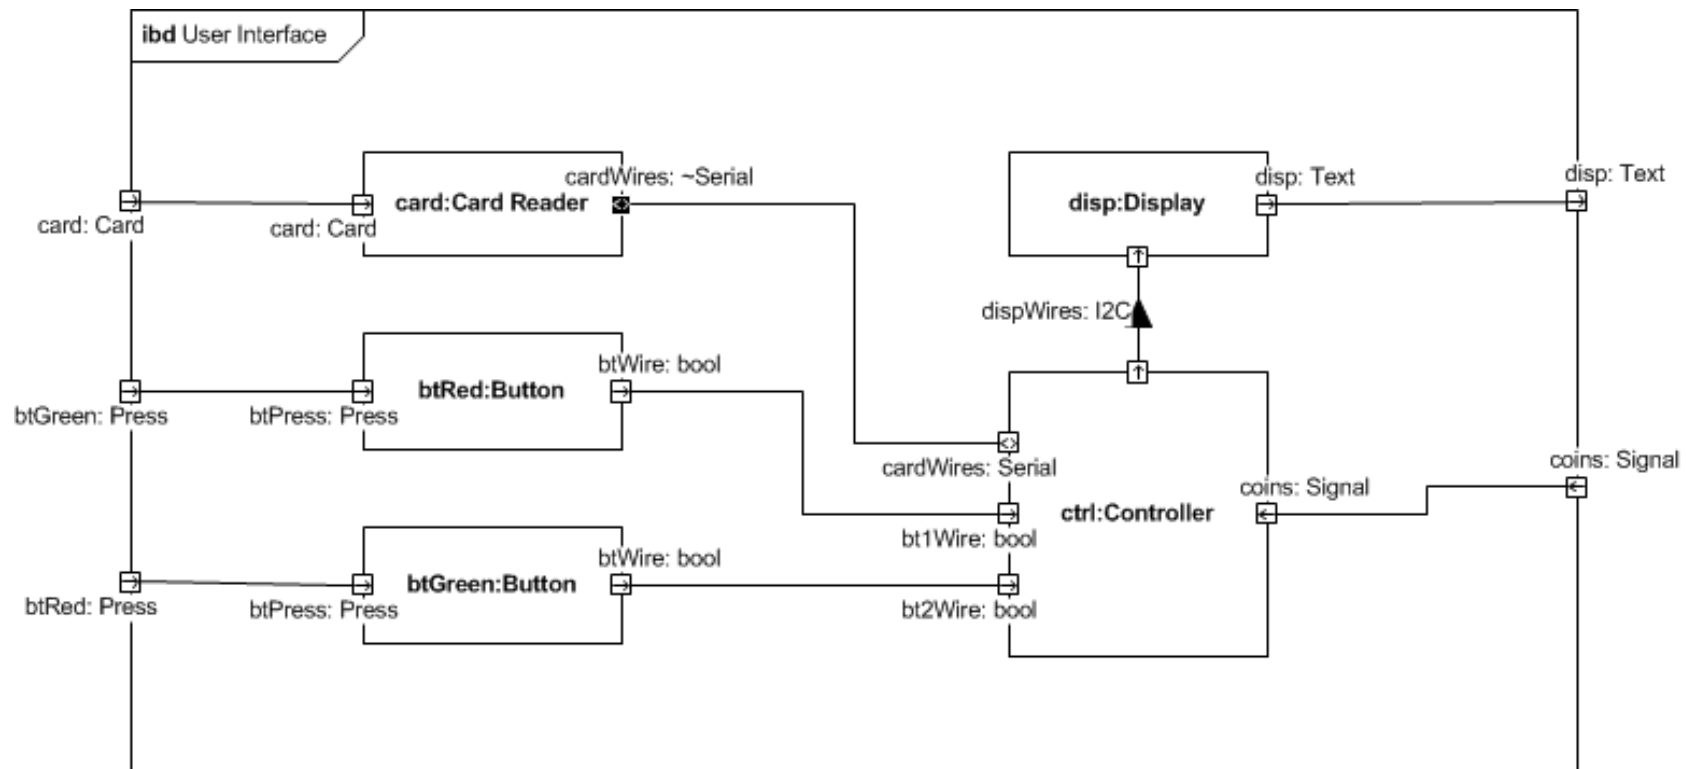 ibd User Interface
cardWires: ~Serial
card:Card Reader
card: Card
card: Card
disp: Text
disp:Display
disp: Text
dispWires: I2C
btWire: bool
btRed:Button
btGreen: Press
btPress: Press
cardWires: Serial
coins: Signal
coins: Signal
ctrl:Controller
bt1Wire: bool
btWire: bool
btGreen:Button
btRed: Press
btPress: Press
bt2Wire: bool